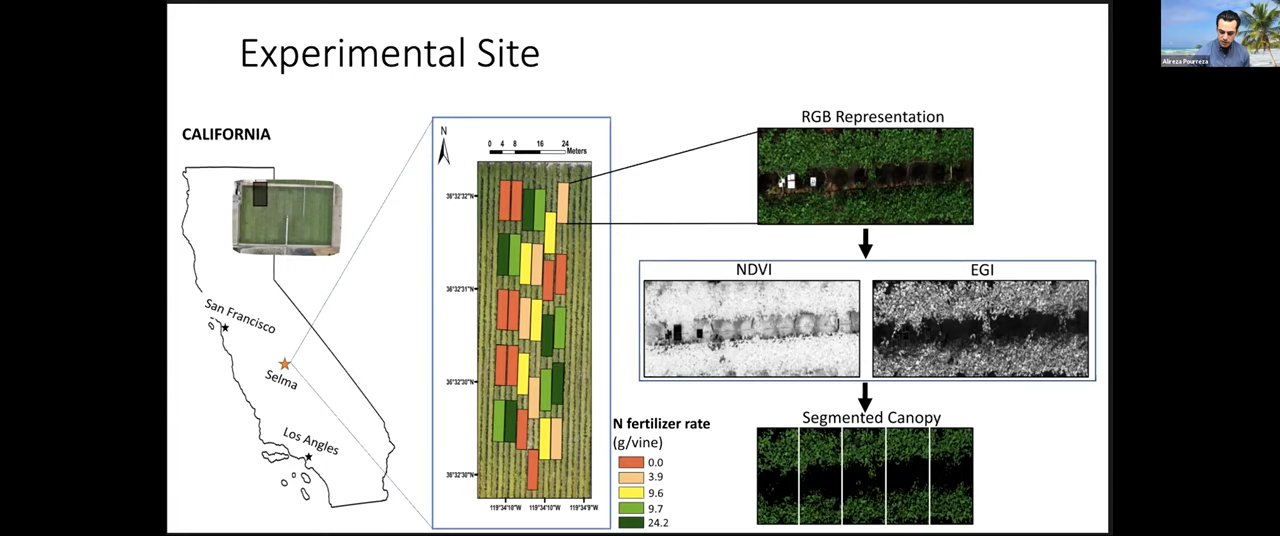 Experimental Site
Alireza Pourreza
CALIFORNIA
San Francisco
Selma
Los Angles
N
0 4 8 16 24
Meters
36°32'32"N
36°32'31"N
36°32'30"N
36°32'30"N
119°34'10"W 119°34'10"W 119°34'9"W
N fertilizer rate
(g/vine)
0.0
3.9
9.6
9.7
24.2
RGB Representation
NDVI
EGI
Segmented Canopy